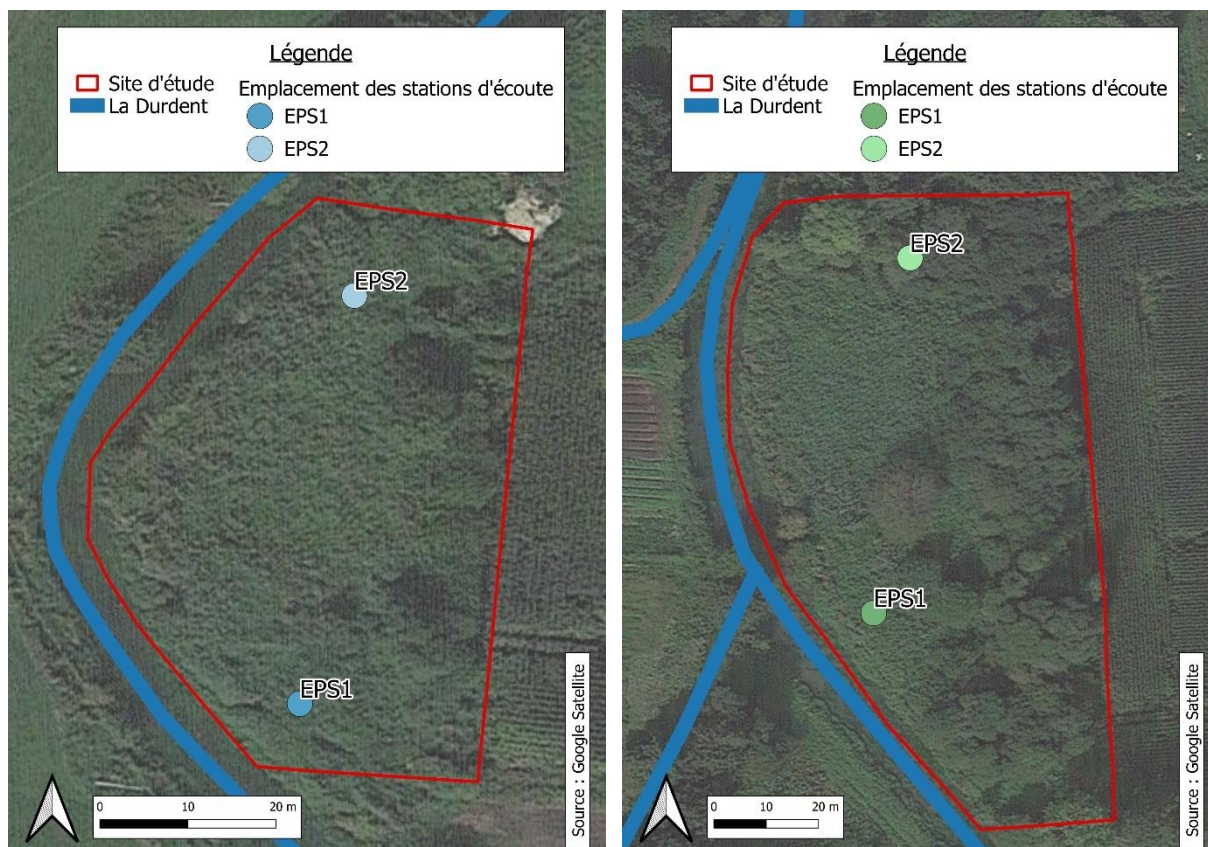 Légende
Site d'étude
La Durdent
Emplacement des stations d'écoute
EPS1
EPS2
EPS2
EPS1
0 10 20 m
Source : Google Satellite
Légende
Site d'étude
La Durdent
Emplacement des stations d'écoute
EPS1
EPS2
EPS2
EPS1
0 10 20 m
Source : Google Satellite